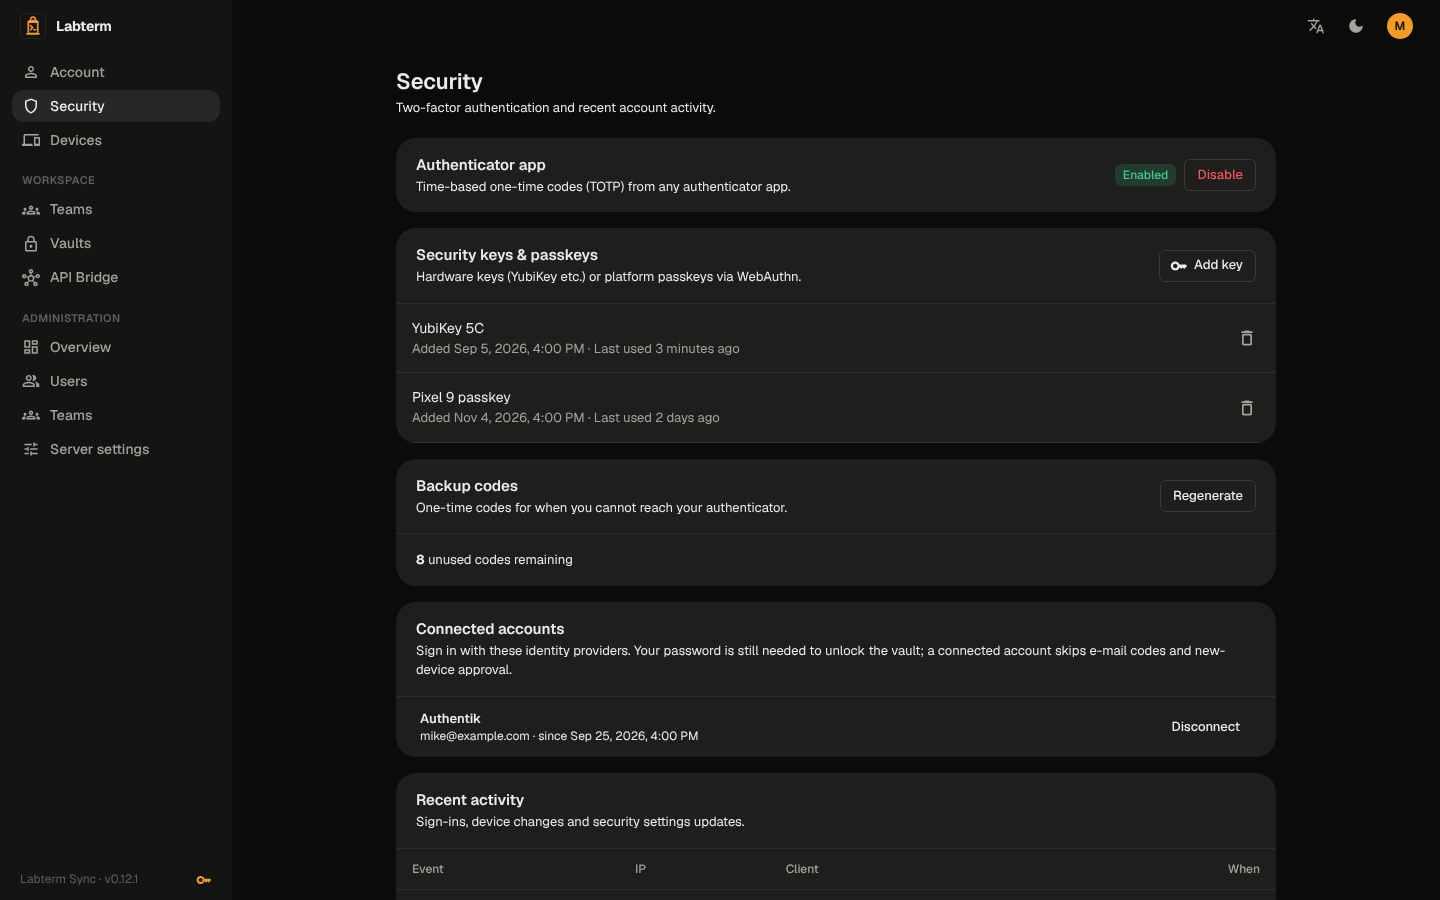 Labterm
M
Account
Security
Devices
WORKSPACE
Teams
Vaults
API Bridge
ADMINISTRATION
Overview
Users
Teams
Server settings
Labterm Sync · v0.12.1
Security
Two-factor authentication and recent account activity.
Authenticator app
Time-based one-time codes (TOTP) from any authenticator app.
Enabled
Disable
Security keys & passkeys
Hardware keys (YubiKey etc.) or platform passkeys via WebAuthn.
Add key
YubiKey 5C
Added Sep 5, 2026, 4:00 PM · Last used 3 minutes ago
Pixel 9 passkey
Added Nov 4, 2026, 4:00 PM · Last used 2 days ago
Backup codes
One-time codes for when you cannot reach your authenticator.
Regenerate
8 unused codes remaining
Connected accounts
Sign in with these identity providers. Your password is still needed to unlock the vault; a connected account skips e-mail codes and new-
device approval.
Authentik
mike@example.com · since Sep 25, 2026, 4:00 PM
Disconnect
Recent activity
Sign-ins, device changes and security settings updates.
Event IP Client When